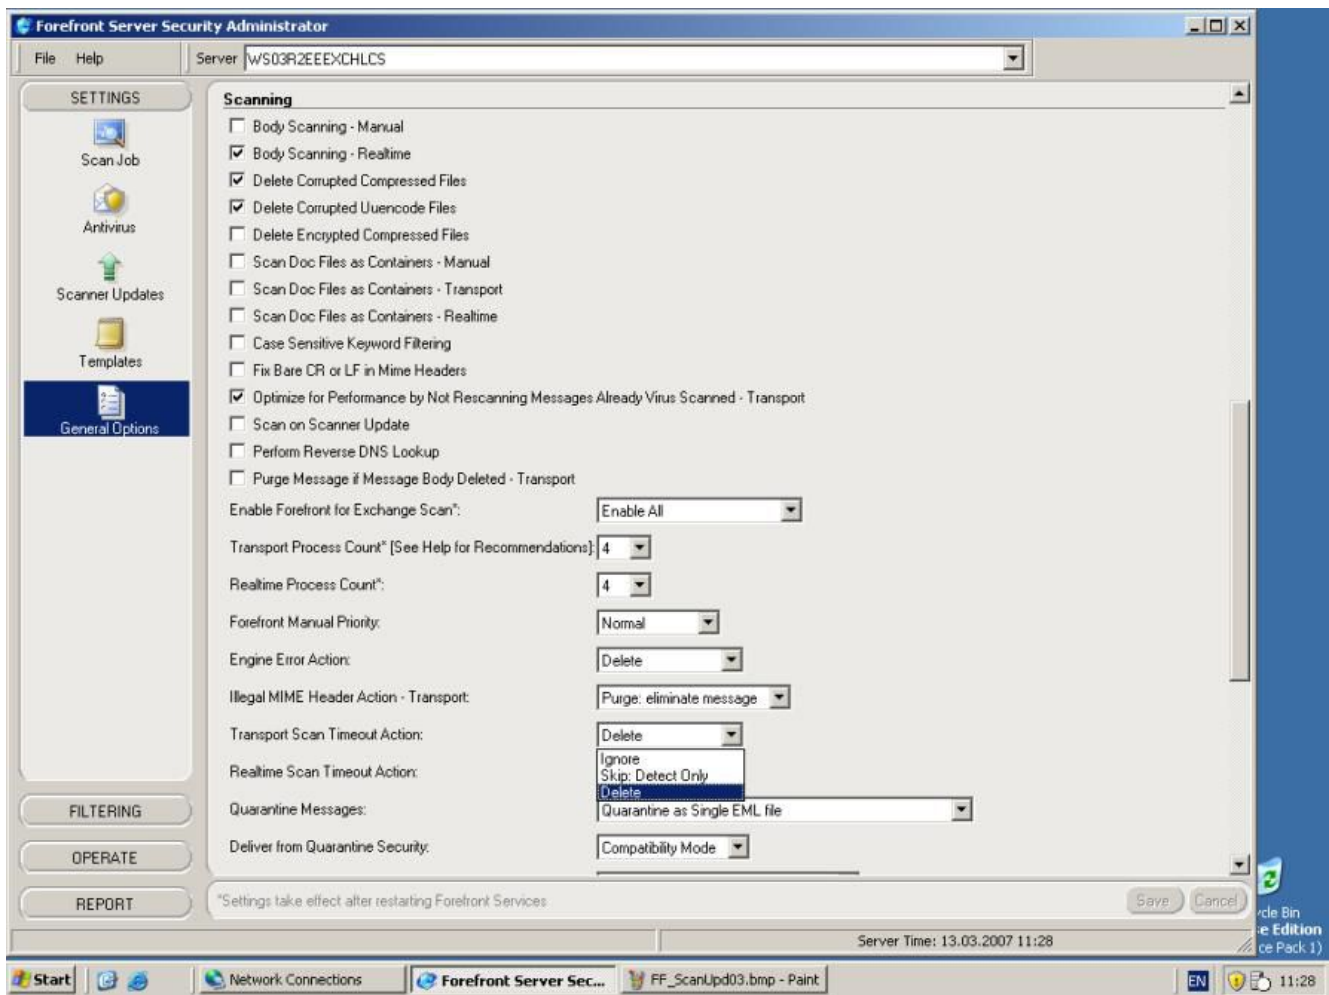 Forefront Server Security Administrator
File Help Server WS03R2EEEXCHLCS
SETTINGS
Scan Job
Antivirus
Scanner Updates
Templates
General Options
FILTERING
OPERATE
REPORT
Scanning
Body Scanning - Manual
Body Scanning - Realtime
Delete Corrupted Compressed Files
Delete Corrupted Uuencode Files
Delete Encrypted Compressed Files
Scan Doc Files as Containers - Manual
Scan Doc Files as Containers - Transport
Scan Doc Files as Containers - Realtime
Case Sensitive Keyword Filtering
Fix Bare CR or LF in Mime Headers
Optimize for Performance by Not Rescanning Messages Already Virus Scanned - Transport
Scan on Scanner Update
Perform Reverse DNS Lookup
Purge Message if Message Body Deleted - Transport
Enable Forefront for Exchange Scan*: Enable All
Transport Process Count* [See Help for Recommendations}: 4
Realtime Process Count*: 4
Forefront Manual Priority: Normal
Engine Error Action: Delete
Illegal MIME Header Action - Transport: Purge: eliminate message
Transport Scan Timeout Action: Delete
Ignore
Skip: Detect Only
Delete
Realtime Scan Timeout Action:
Quarantine Messages: Quarantine as Single EML file
Deliver from Quarantine Security: Compatibility Mode
*Settings take effect after restarting Forefront Services Save Cancel
Server Time: 13.03.2007 11:28
cycle Bin
e Edition
ce Pack 1)
Start Network Connections Forefront Server Sec... FF_ScanUpd03.bmp - Paint EN 11:28